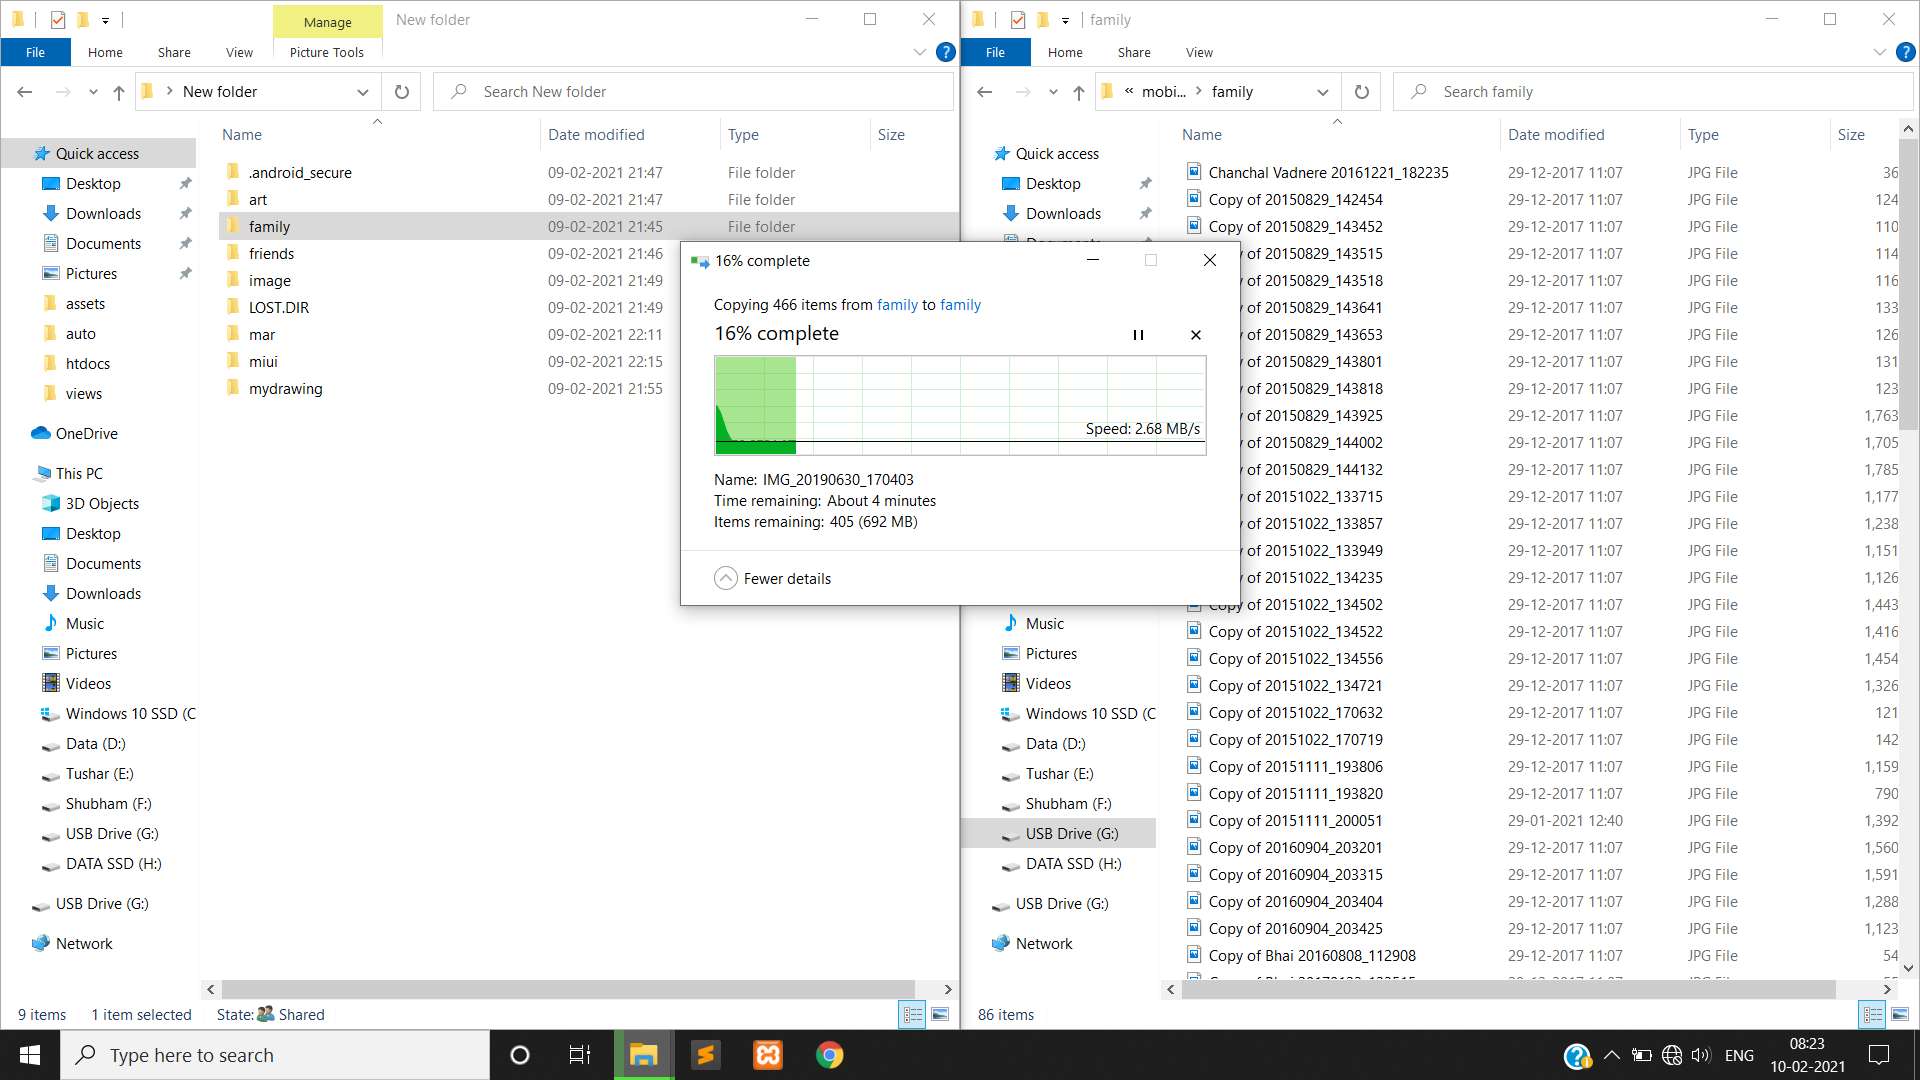 Manage
New folder
File
Home
Share
View
Picture Tools
New folder
Search New folder
Name
Date modified
Type
Size
Quick access
Desktop
Downloads
Documents
Pictures
assets
auto
htdocs
views
OneDrive
This PC
3D Objects
Desktop
Documents
Downloads
Music
Pictures
Videos
Windows 10 SSD (C
Data (D:)
Tushar (E:)
Shubham (F:)
USB Drive (G:)
DATA SSD (H:)
USB Drive (G:)
Network
.android_secure 09-02-2021 21:47 File folder
art 09-02-2021 21:47 File folder
family 09-02-2021 21:45 File folder
friends 09-02-2021 21:46
image 09-02-2021 21:49
LOST.DIR 09-02-2021 21:49
mar 09-02-2021 22:11
miui 09-02-2021 22:15
mydrawing 09-02-2021 21:55
9 items 1 item selected State: Shared
16% complete
Copying 466 items from family to family
16% complete
Speed: 2.68 MB/s
Name: IMG_20190630_170403
Time remaining: About 4 minutes
Items remaining: 405 (692 MB)
Fewer details
family
File
Home
Share
View
« mobi... > family
Search family
Name
Date modified
Type
Size
Quick access
Desktop
Downloads
Music
Pictures
Videos
Windows 10 SSD (C
Data (D:)
Tushar (E:)
Shubham (F:)
USB Drive (G:)
DATA SSD (H:)
USB Drive (G:)
Network
Chanchal Vadnere 20161221_182235 29-12-2017 11:07 JPG File 36
Copy of 20150829_142454 29-12-2017 11:07 JPG File 124
Copy of 20150829_143452 29-12-2017 11:07 JPG File 110
of 20150829_143515 29-12-2017 11:07 JPG File 114
of 20150829_143518 29-12-2017 11:07 JPG File 116
of 20150829_143641 29-12-2017 11:07 JPG File 133
of 20150829_143653 29-12-2017 11:07 JPG File 126
of 20150829_143801 29-12-2017 11:07 JPG File 131
of 20150829_143818 29-12-2017 11:07 JPG File 123
of 20150829_143925 29-12-2017 11:07 JPG File 1,763
of 20150829_144002 29-12-2017 11:07 JPG File 1,705
of 20150829_144132 29-12-2017 11:07 JPG File 1,785
of 20151022_133715 29-12-2017 11:07 JPG File 1,177
of 20151022_133857 29-12-2017 11:07 JPG File 1,238
of 20151022_133949 29-12-2017 11:07 JPG File 1,151
of 20151022_134235 29-12-2017 11:07 JPG File 1,126
Copy of 20151022_134502 29-12-2017 11:07 JPG File 1,443
Copy of 20151022_134522 29-12-2017 11:07 JPG File 1,416
Copy of 20151022_134556 29-12-2017 11:07 JPG File 1,454
Copy of 20151022_134721 29-12-2017 11:07 JPG File 1,326
Copy of 20151022_170632 29-12-2017 11:07 JPG File 121
Copy of 20151022_170719 29-12-2017 11:07 JPG File 142
Copy of 20151111_193806 29-12-2017 11:07 JPG File 1,159
Copy of 20151111_193820 29-12-2017 11:07 JPG File 790
Copy of 20151111_200051 29-01-2021 12:40 JPG File 1,392
Copy of 20160904_203201 29-12-2017 11:07 JPG File 1,560
Copy of 20160904_203315 29-12-2017 11:07 JPG File 1,591
Copy of 20160904_203404 29-12-2017 11:07 JPG File 1,288
Copy of 20160904_203425 29-12-2017 11:07 JPG File 1,123
Copy of Bhai 20160808_112908 29-12-2017 11:07 JPG File 54
86 items
Type here to search
ENG
08:23
10-02-2021